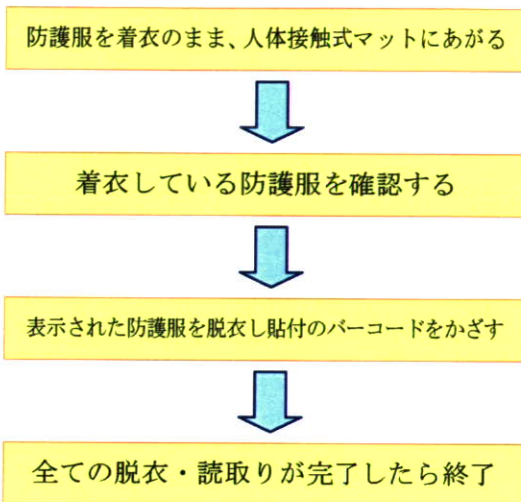 防護服を着衣のまま、人体接触式マットにあがる
着衣している防護服を確認する
表示された防護服を脱衣し貼付のバーコードをかざす
全ての脱衣・読取りが完了したら終了